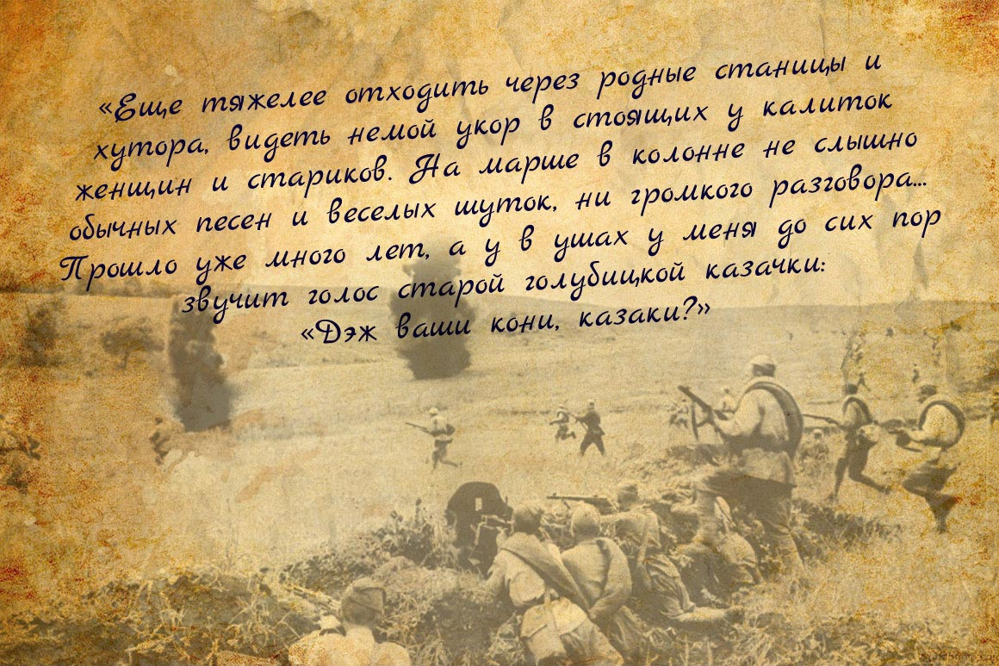 «Еще тяжелее отходить через родные станицы и
хутора, видеть немой укор в стоящих у калиток
женщин и стариков. На марше в колонне не слышно
обычных песен и веселых шуток, ни громкого разговора...
Прошло уже много лет, а у в ушах у меня до сих пор
звучит голос старой голубицкой казачки:
«Дэж ваши кони, казаки?»